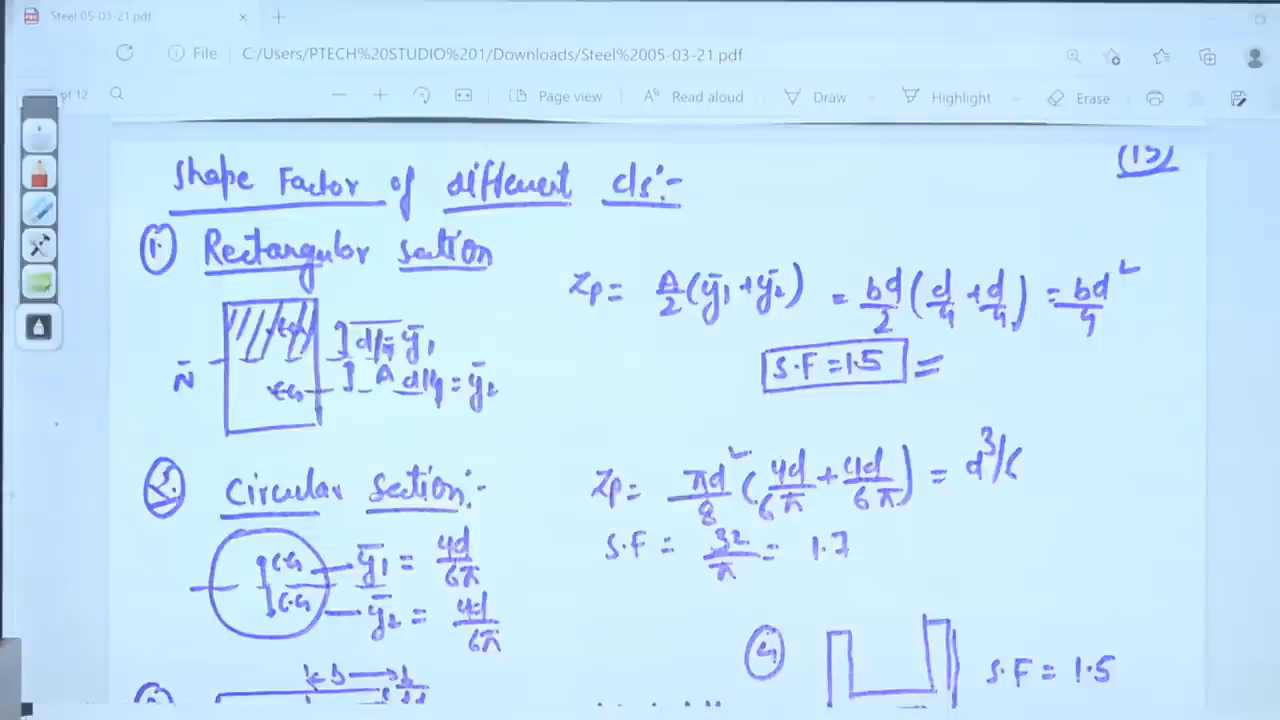 Steel 05-03-21.pdf
File C:/Users/PTECH%20STUDIO%201/Downloads/Steel%2005-03-21.pdf
of 12 Page view Read aloud Draw Highlight Erase
(15)
Shape Factor of different c/s:-
1. Rectangular section
Zp = A/2 (ȳ1 + ȳ2) = bd/2 (d/4 + d/4) = bd²/4
d/4 ȳ1
N A d/4 = ȳ2
S.F = 1.5 =
2. Circular section:-
Zp = πd²/8 (4d/6π + 4d/6π) = d³/6
S.F = 32/π = 1.7
C.G ȳ1 = 4d/6π
C.G ȳ2 = 4d/6π
b
4 S.F = 1.5